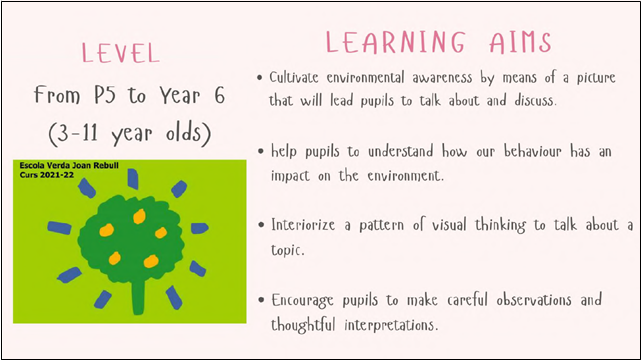 LEVEL
From P5 to Year 6
(3-11 year olds)
Escola Verda Joan Rebull
Curs 2021-22
LEARNING AIMS
• Cultivate environmental awareness by means of a picture
that will lead pupils to talk about and discuss.
• help pupils to understand how our behaviour has an
impact on the environment.
• Interiorize a pattern of visual thinking to talk about a
topic.
• Encourage pupils to make careful observations and
thoughtful interpretations.